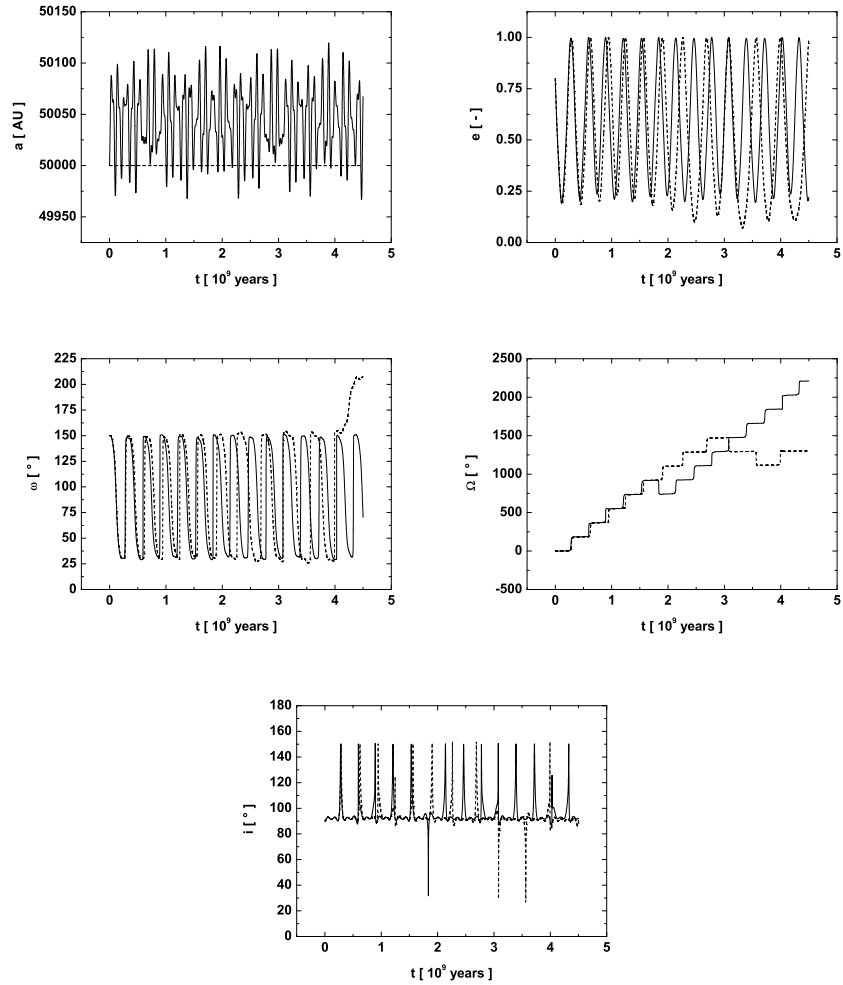 50150
50100
50050
50000
49950
a [ AU ]
0 1 2 3 4 5
t [ 10⁹ years ]
1.00
0.75
0.50
0.25
0.00
e [ - ]
0 1 2 3 4 5
t [ 10⁹ years ]
225
200
175
150
125
100
75
50
25
0
ω [ ° ]
0 1 2 3 4 5
t [ 10⁹ years ]
2500
2000
1500
1000
500
0
-500
Ω [ ° ]
0 1 2 3 4 5
t [ 10⁹ years ]
180
160
140
120
100
80
60
40
20
0
i [ ° ]
0 1 2 3 4 5
t [ 10⁹ years ]